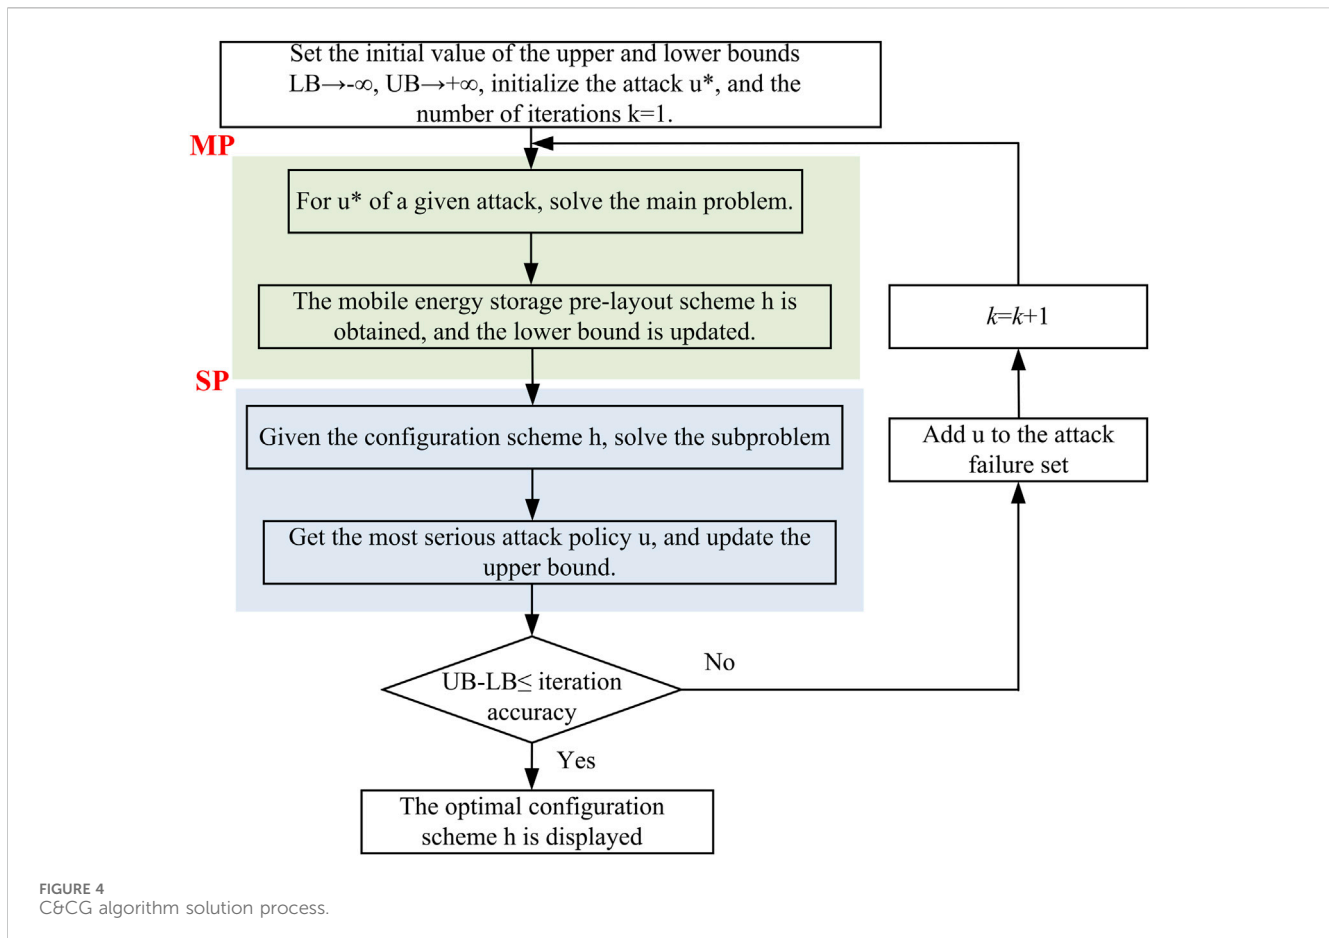 Set the initial value of the upper and lower bounds
LB→-∞, UB→+∞, initialize the attack u*, and the
number of iterations k=1.
MP
For u* of a given attack, solve the main problem.
The mobile energy storage pre-layout scheme h is
obtained, and the lower bound is updated.
SP
Given the configuration scheme h, solve the subproblem
Get the most serious attack policy u, and update the
upper bound.
UB-LB≤ iteration
accuracy
No
Yes
The optimal configuration
scheme h is displayed
Add u to the attack
failure set
k=k+1
FIGURE 4
C&CG algorithm solution process.